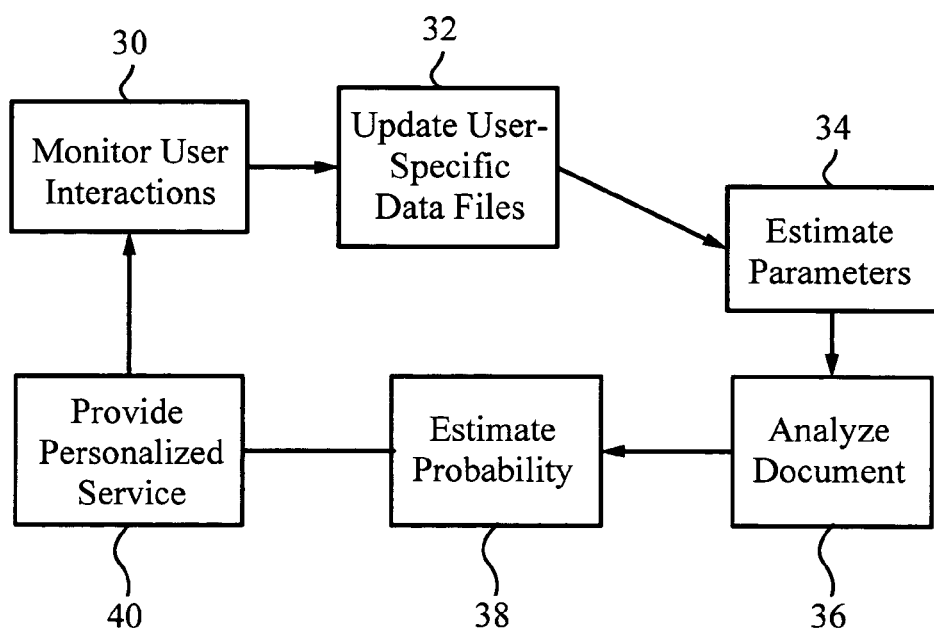 30
32
34
Monitor User
Interactions
Update User-
Specific
Data Files
Estimate
Parameters
Provide
Personalized
Service
Estimate
Probability
Analyze
Document
40
38
36